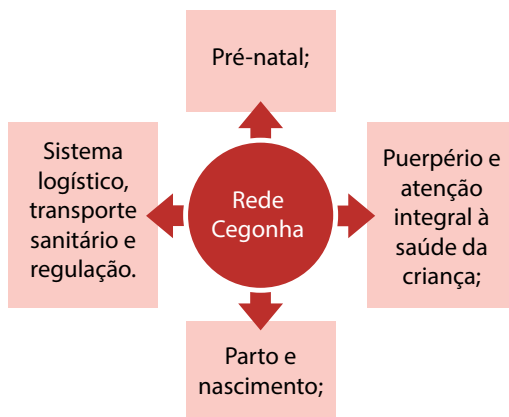 Pré-natal;
Sistema
logístico,
transporte
sanitário e
regulação.
Rede
Cegonha
Puerpério e
atenção
integral à
saúde da
criança;
Parto e
nascimento;